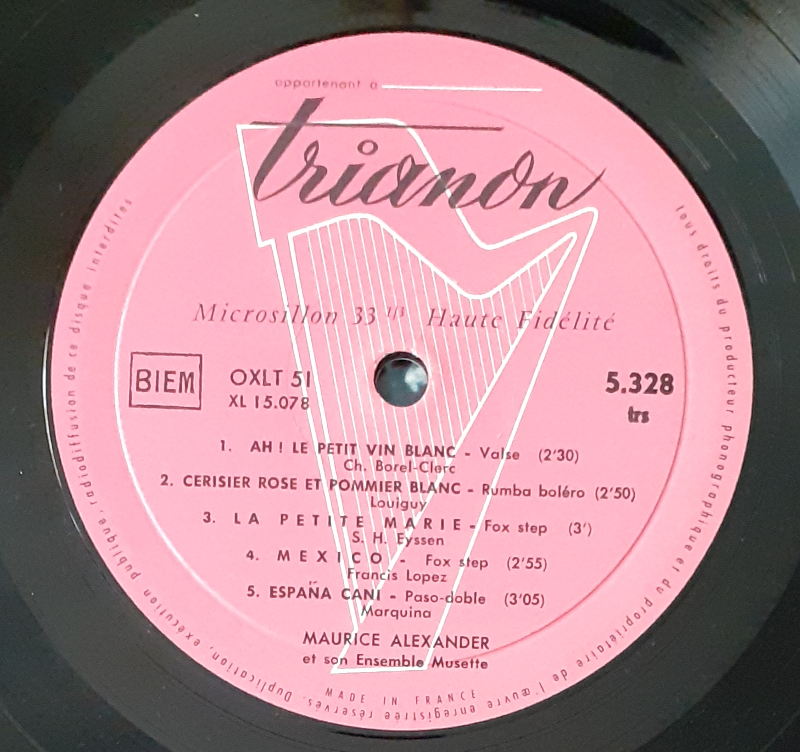 appartenant à
trianon
Microsillon 33 1/3 Haute Fidélité
BIEM
OXLT 51
XL 15.078
5.328
trs
1. AH ! LE PETIT VIN BLANC - Valse (2'30)
Ch. Borel-Clerc
2. CERISIER ROSE ET POMMIER BLANC - Rumba boléro (2'50)
Louiguy
3. LA PETITE MARIE - Fox step (3')
S. H. Eyssen
4. MEXICO - Fox step (2'55)
Francis Lopez
5. ESPAÑA CANI - Paso-doble (3'05)
Marquina
MAURICE ALEXANDER
et son Ensemble Musette
MADE IN FRANCE
tous droits du producteur phonographique et du propriétaire de l'œuvre enregistrée réservés. Duplication, exécution publique, radiodiffusion de ce disque interdites